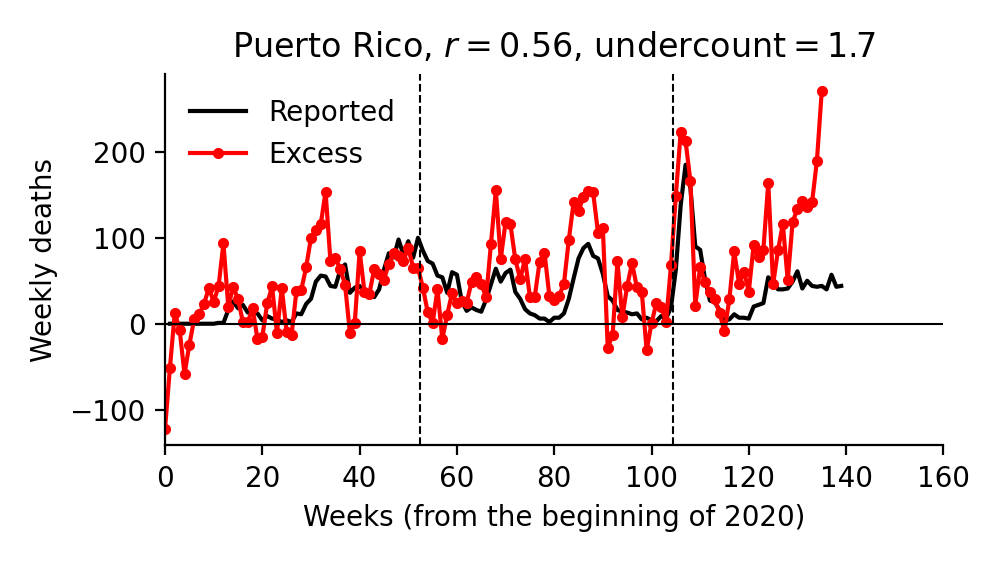 Puerto Rico, r = 0.56, undercount = 1.7
Reported
Excess
Weekly deaths
200
100
0
−100
0 20 40 60 80 100 120 140 160
Weeks (from the beginning of 2020)